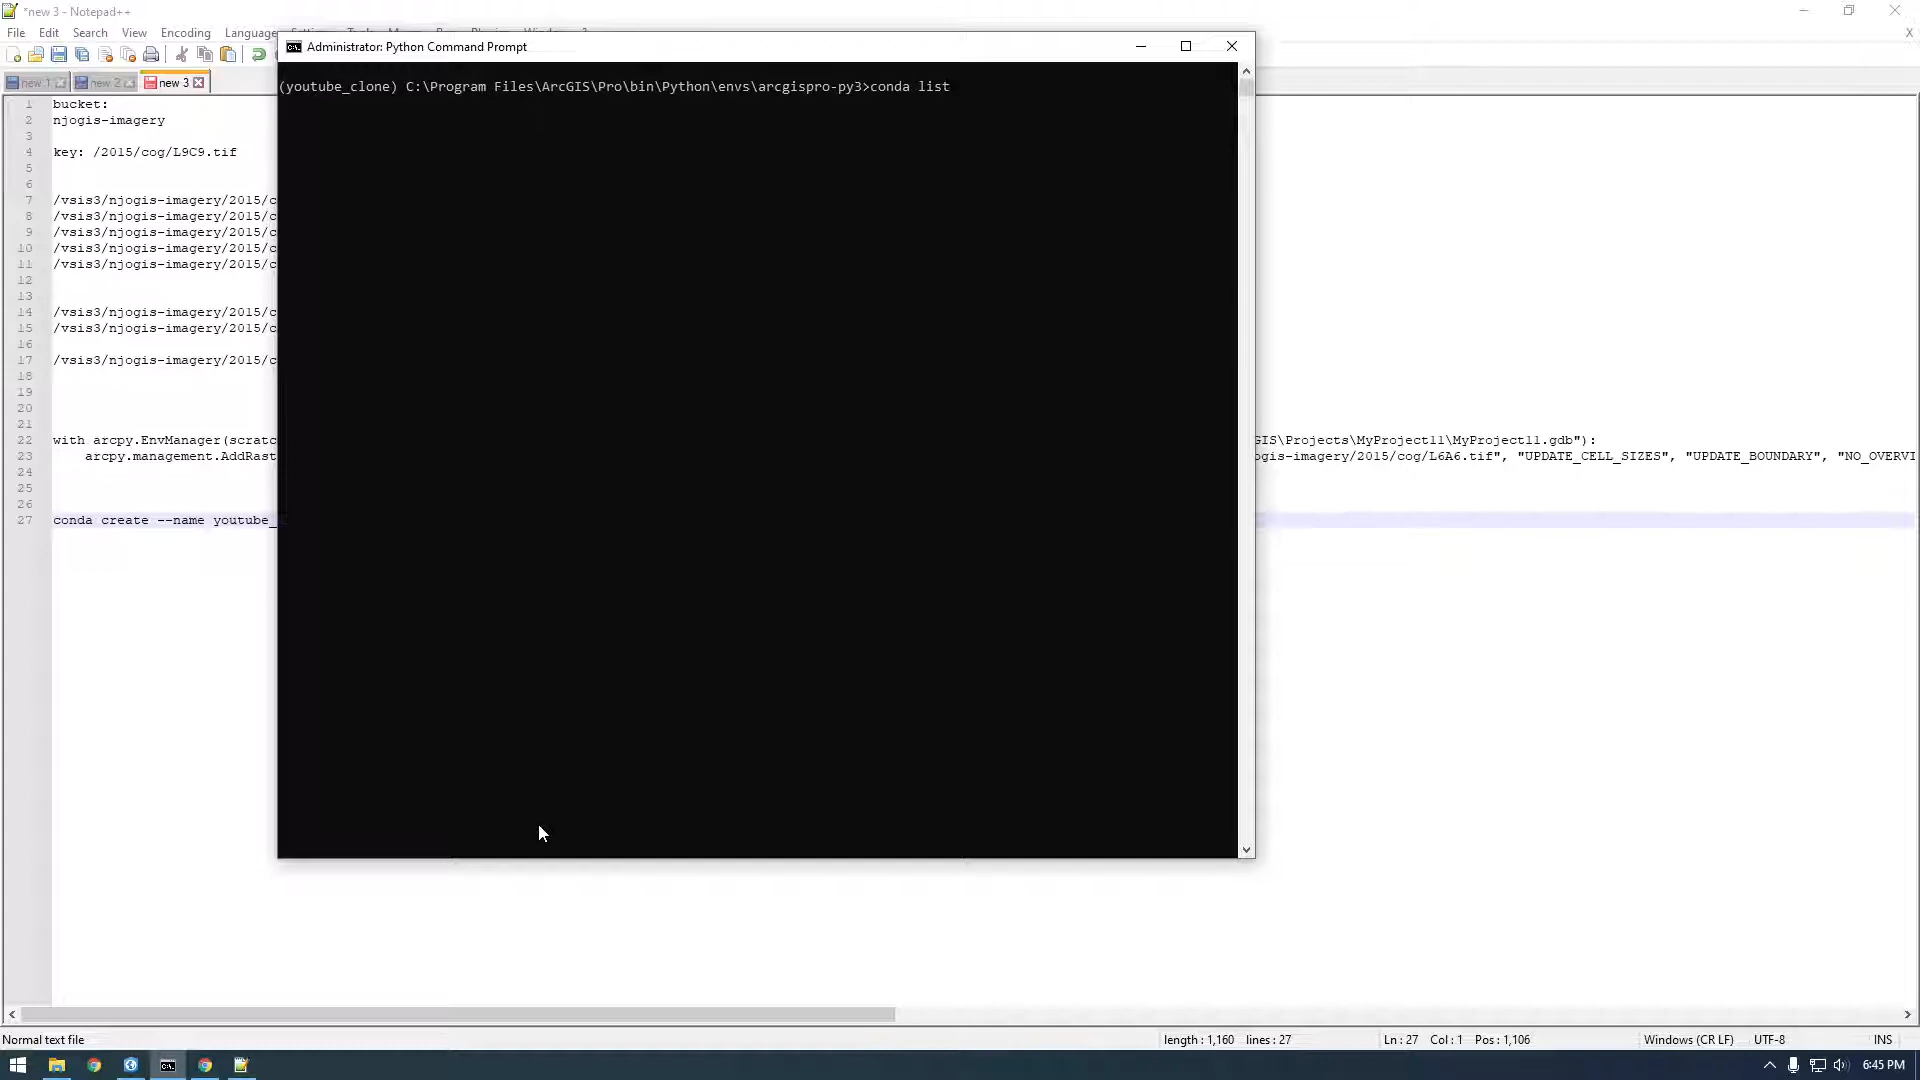 *new 3 - Notepad++
File Edit Search View Encoding Language
Administrator: Python Command Prompt
new 1 new 2 new 3
(youtube_clone) C:\Program Files\ArcGIS\Pro\bin\Python\envs\arcgispro-py3>conda list
1 bucket:
2 njogis-imagery
3
4 key: /2015/cog/L9C9.tif
5
6
7 /vsis3/njogis-imagery/2015/c
8 /vsis3/njogis-imagery/2015/c
9 /vsis3/njogis-imagery/2015/c
10 /vsis3/njogis-imagery/2015/c
11 /vsis3/njogis-imagery/2015/c
12
13
14 /vsis3/njogis-imagery/2015/c
15 /vsis3/njogis-imagery/2015/c
16
17 /vsis3/njogis-imagery/2015/c
18
19
20
21
22 with arcpy.EnvManager(scratc GIS\Projects\MyProject11\MyProject11.gdb"):
23 arcpy.management.AddRast ogis-imagery/2015/cog/L6A6.tif", "UPDATE_CELL_SIZES", "UPDATE_BOUNDARY", "NO_OVERVI
24
25
26
27 conda create --name youtube_
Normal text file length : 1,160 lines : 27 Ln : 27 Col : 1 Pos : 1,106 Windows (CR LF) UTF-8 INS
6:45 PM